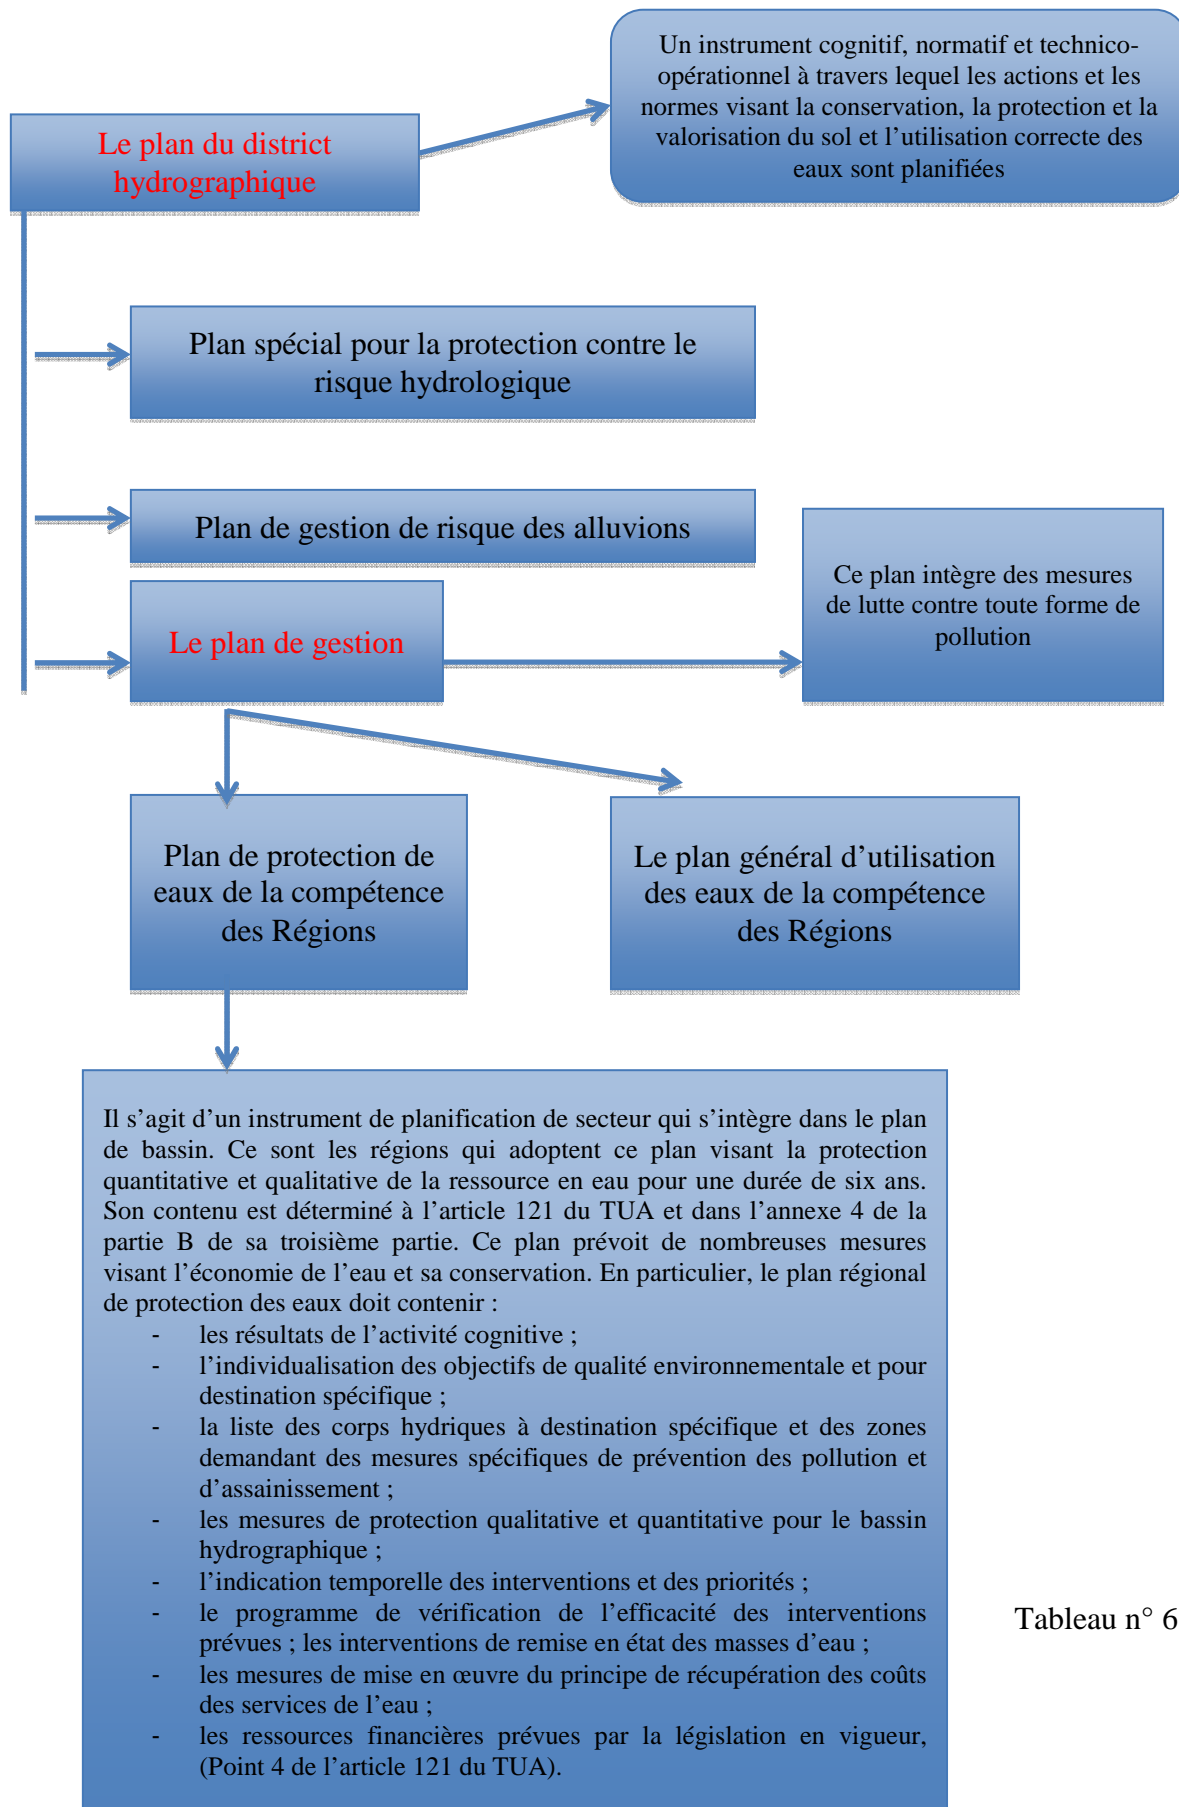 Un instrument cognitif, normatif et technico-
opérationnel à travers lequel les actions et les
normes visant la conservation, la protection et la
valorisation du sol et l’utilisation correcte des
eaux sont planifiées
Le plan du district
hydrographique
Plan spécial pour la protection contre le
risque hydrologique
Plan de gestion de risque des alluvions
Ce plan intègre des mesures
de lutte contre toute forme de
pollution
Le plan de gestion
Plan de protection de
eaux de la compétence
des Régions
Le plan général d’utilisation
des eaux de la compétence
des Régions
Il s’agit d’un instrument de planification de secteur qui s’intègre dans le plan
de bassin. Ce sont les régions qui adoptent ce plan visant la protection
quantitative et qualitative de la ressource en eau pour une durée de six ans.
Son contenu est déterminé à l’article 121 du TUA et dans l’annexe 4 de la
partie B de sa troisième partie. Ce plan prévoit de nombreuses mesures
visant l’économie de l’eau et sa conservation. En particulier, le plan régional
de protection des eaux doit contenir :
- les résultats de l’activité cognitive ;
- l’individualisation des objectifs de qualité environnementale et pour
destination spécifique ;
- la liste des corps hydriques à destination spécifique et des zones
demandant des mesures spécifiques de prévention des pollution et
d’assainissement ;
- les mesures de protection qualitative et quantitative pour le bassin
hydrographique ;
- l’indication temporelle des interventions et des priorités ;
- le programme de vérification de l’efficacité des interventions
prévues ; les interventions de remise en état des masses d’eau ;
- les mesures de mise en œuvre du principe de récupération des coûts
des services de l’eau ;
- les ressources financières prévues par la législation en vigueur,
(Point 4 de l’article 121 du TUA).
Tableau n° 6